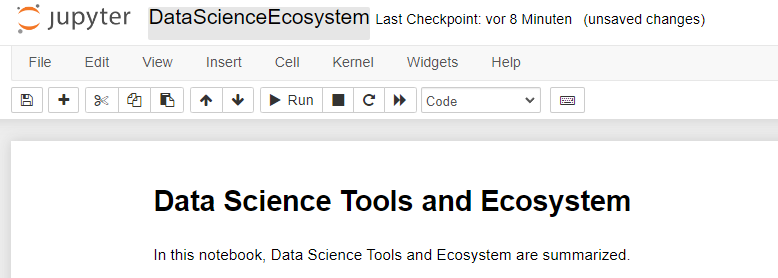 jupyter DataScienceEcosystem Last Checkpoint: vor 8 Minuten (unsaved changes)
File Edit View Insert Cell Kernel Widgets Help
Run Code
Data Science Tools and Ecosystem
In this notebook, Data Science Tools and Ecosystem are summarized.